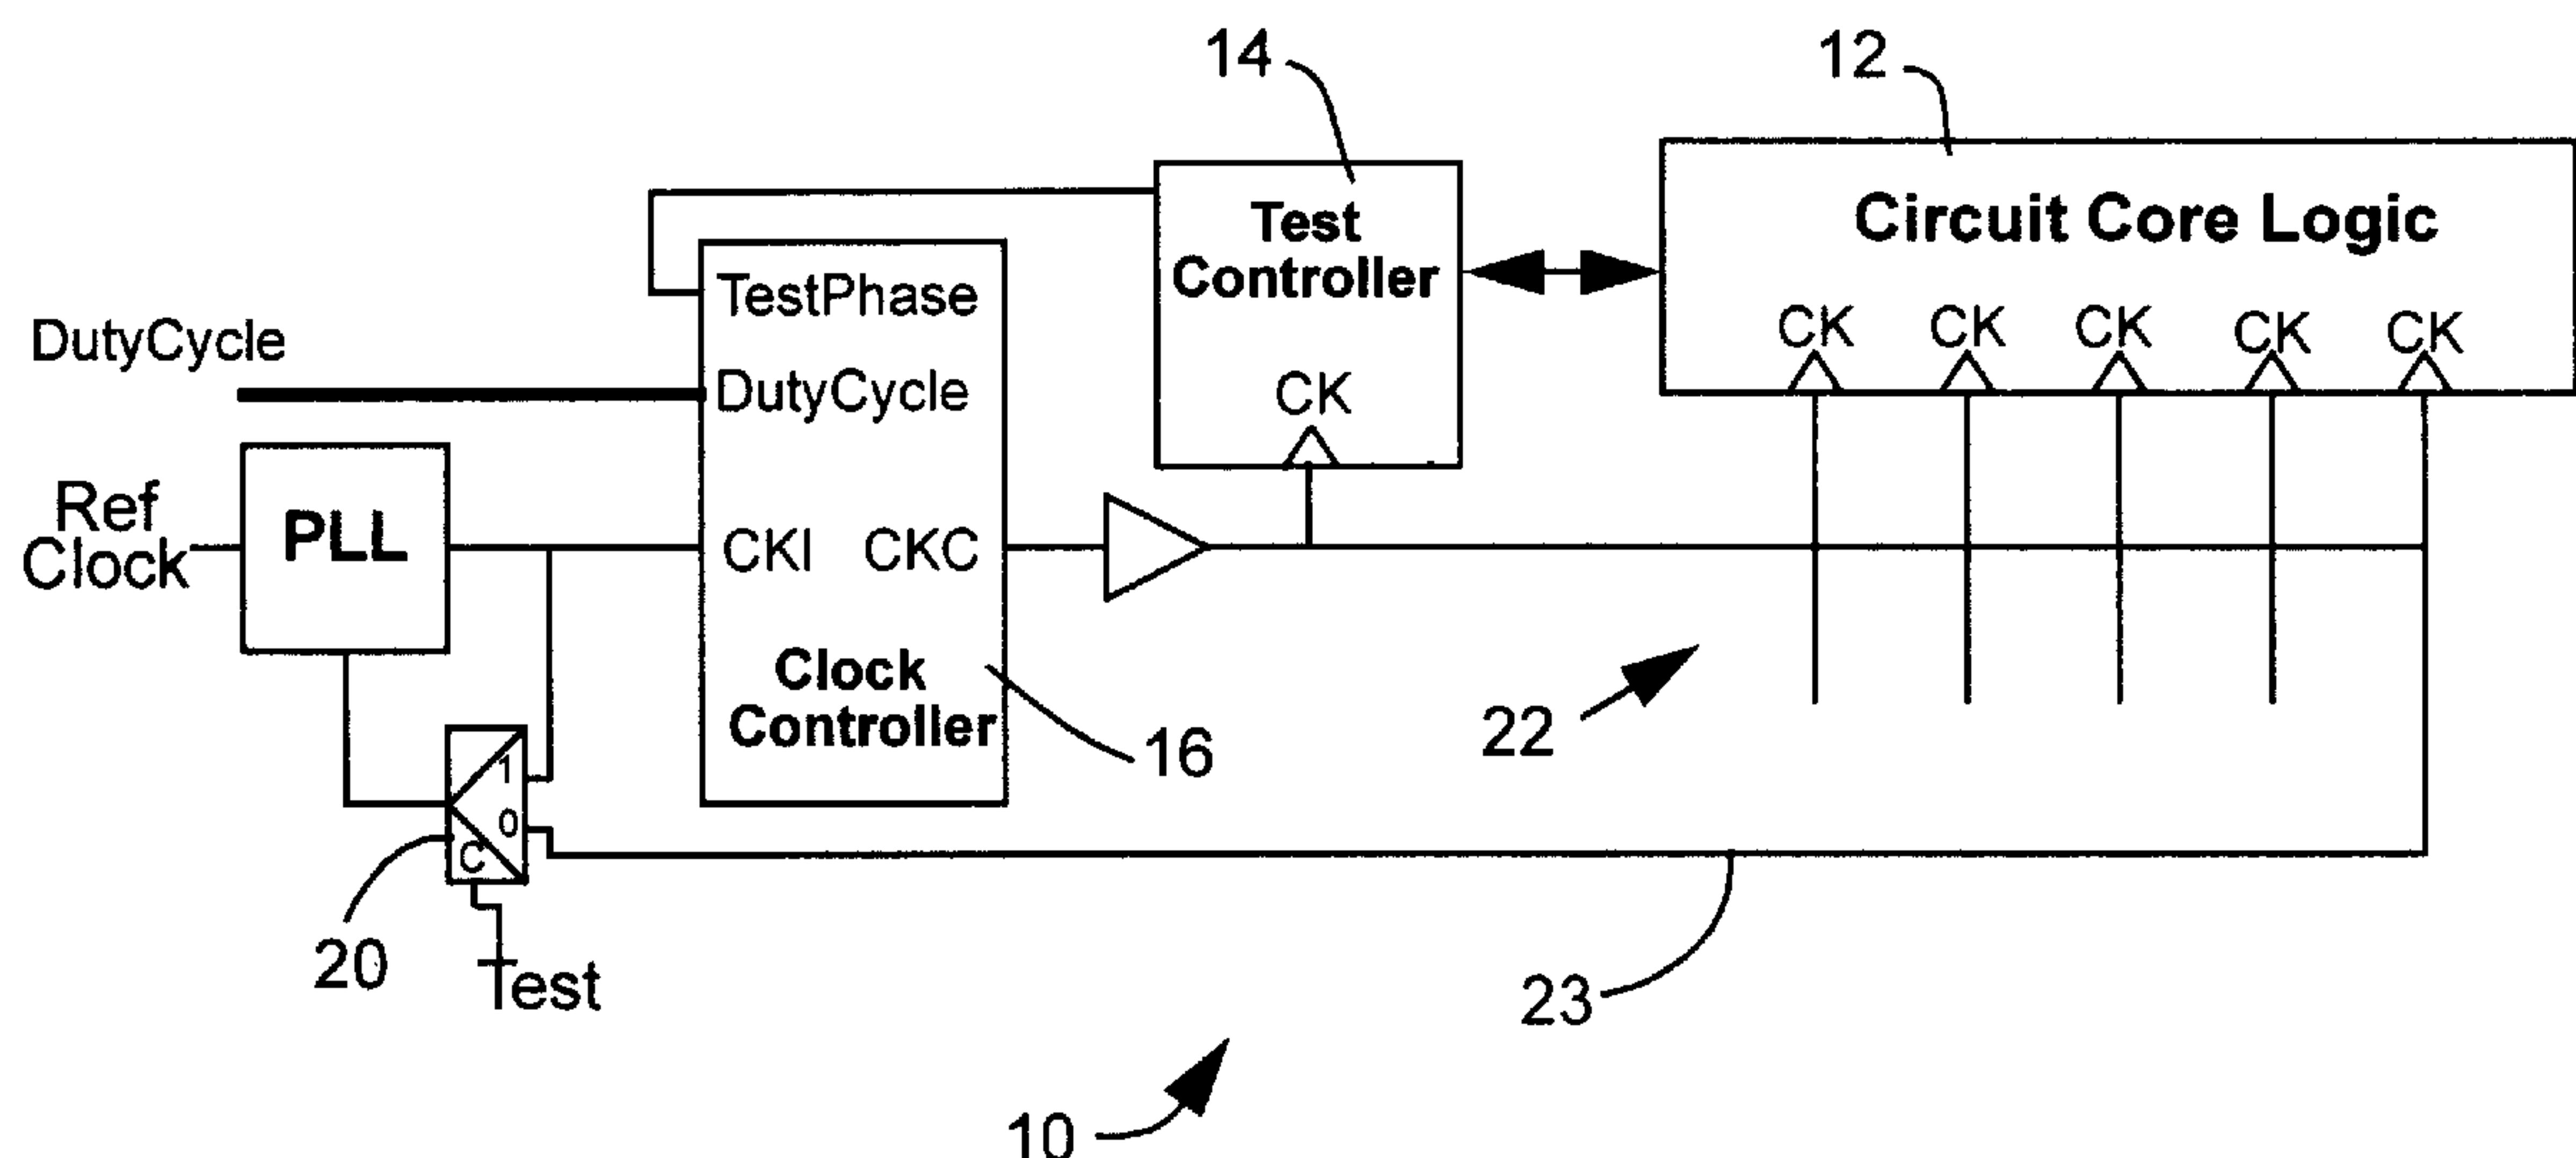 14
12
Test
Controller
Circuit Core Logic
CK CK CK CK CK
CK
TestPhase
DutyCycle
DutyCycle
Ref
Clock
PLL
CKI CKC
Clock
Controller
16
22
1
0
C
20
Test
23
10